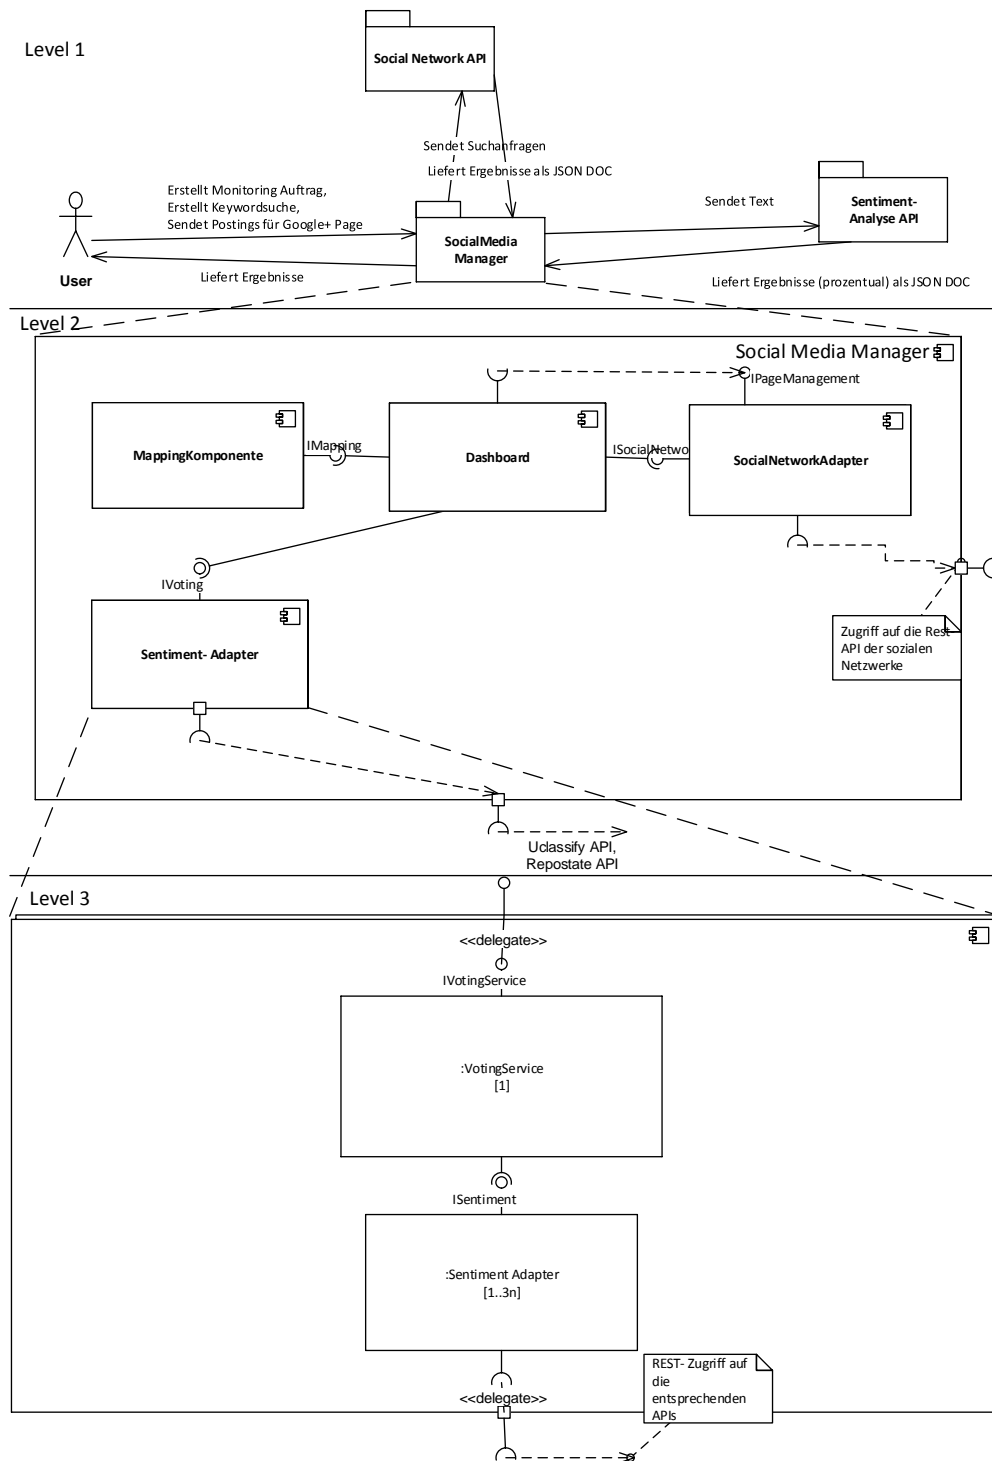 Level 1
Social Network API
Sendet Suchanfragen
Liefert Ergebnisse als JSON DOC
Erstellt Monitoring Auftrag,
Erstellt Keywordsuche,
Sendet Postings für Google+ Page
User
Liefert Ergebnisse
SocialMedia
Manager
Sendet Text
Sentiment-
Analyse API
Liefert Ergebnisse (prozentual) als JSON DOC
Level 2
Social Media Manager
IPageManagement
MappingKomponente
IMapping
Dashboard
ISocialNetwo
SocialNetworkAdapter
IVoting
Sentiment- Adapter
Zugriff auf die Rest
API der sozialen
Netzwerke
Uclassify API,
Repostate API
Level 3
<<delegate>>
IVotingService
:VotingService
[1]
ISentiment
:Sentiment Adapter
[1..3n]
<<delegate>>
REST- Zugriff auf
die
entsprechenden
APIs